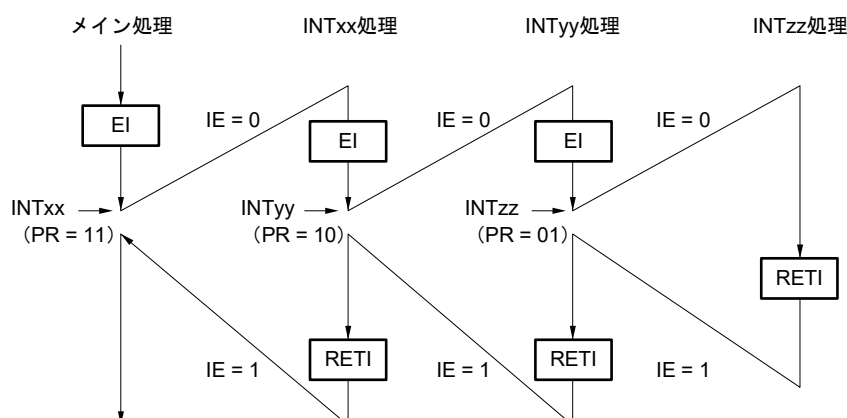 メイン処理 INTxx処理 INTyy処理 INTzz処理
EI IE = 0 EI IE = 0 EI IE = 0
INTxx INTyy INTzz
（PR = 11） （PR = 10） （PR = 01）
RETI
IE = 1 RETI IE = 1 RETI IE = 1